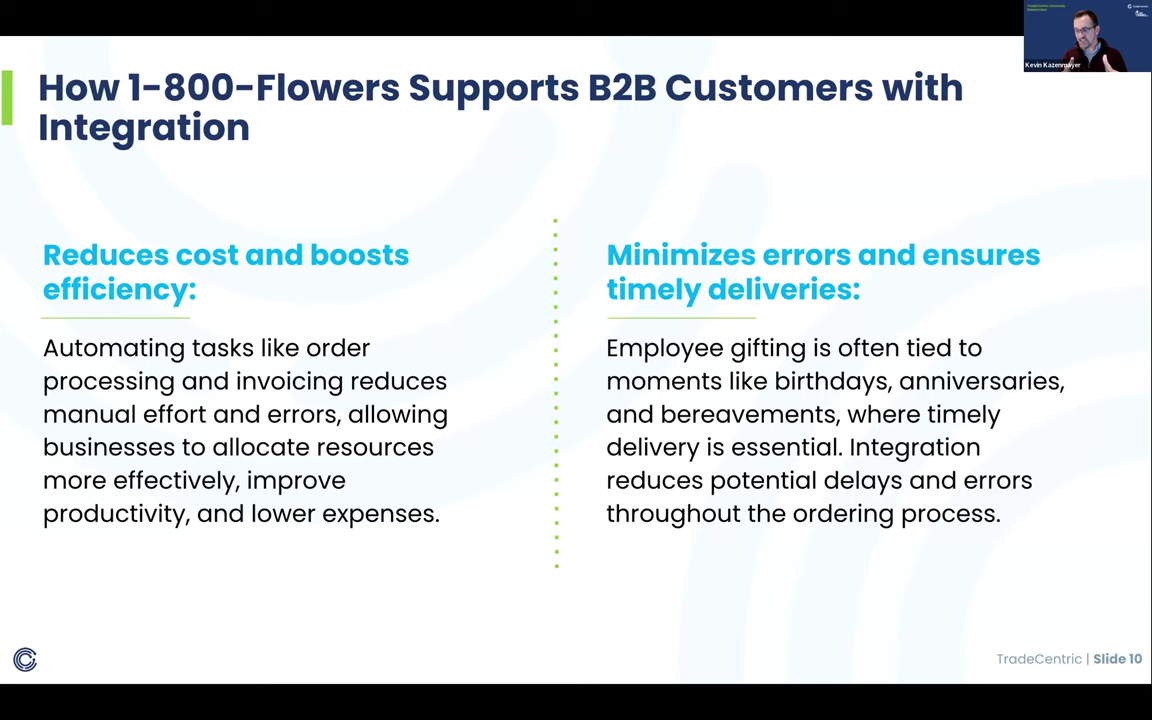 How 1-800-Flowers Supports B2B Customers with
Integration
Reduces cost and boosts
efficiency:
Automating tasks like order
processing and invoicing reduces
manual effort and errors, allowing
businesses to allocate resources
more effectively, improve
productivity, and lower expenses.
Minimizes errors and ensures
timely deliveries:
Employee gifting is often tied to
moments like birthdays, anniversaries,
and bereavements, where timely
delivery is essential. Integration
reduces potential delays and errors
throughout the ordering process.
TradeCentric | Slide 10
Kevin Kazenmayer